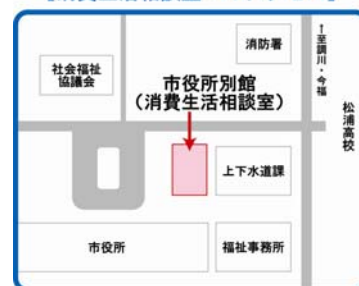 消防署
↑至調川・今福
社会福祉
協議会
市役所別館
（消費生活相談室）
松浦高校
上下水道課
市役所
福祉事務所